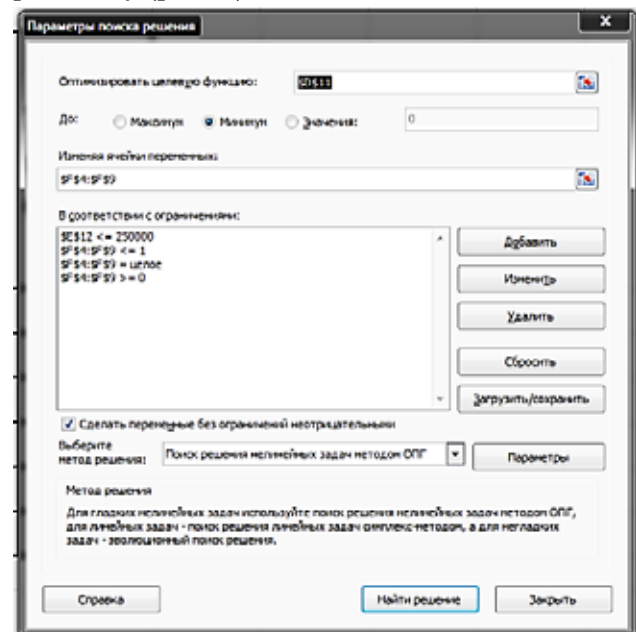 Параметры поиска решения
Оптимизировать целевую функцию:
До: Максимум Минимум Значения: 0
Изменяя ячейки переменных:
$F$4:$F$9
В соответствии с ограничениями:
$E$12 <= 250000
$F$4:$F$9 <= 1
$F$4:$F$9 = целое
$F$4:$F$9 >= 0
Добавить
Изменить
Удалить
Сбросить
Загрузить/сохранить
Сделать переменные без ограничений неотрицательными
Выберите
метод решения:
Поиск решения нелинейных задач методом ОПГ
Параметры
Метод решения
Для гладких нелинейных задач используйте поиск решения нелинейных задач методом ОПГ,
для линейных задач - поиск решения линейных задач симплекс-методом, а для негладких
задач - эволюционный поиск решения.
Справка
Найти решение
Закрыть